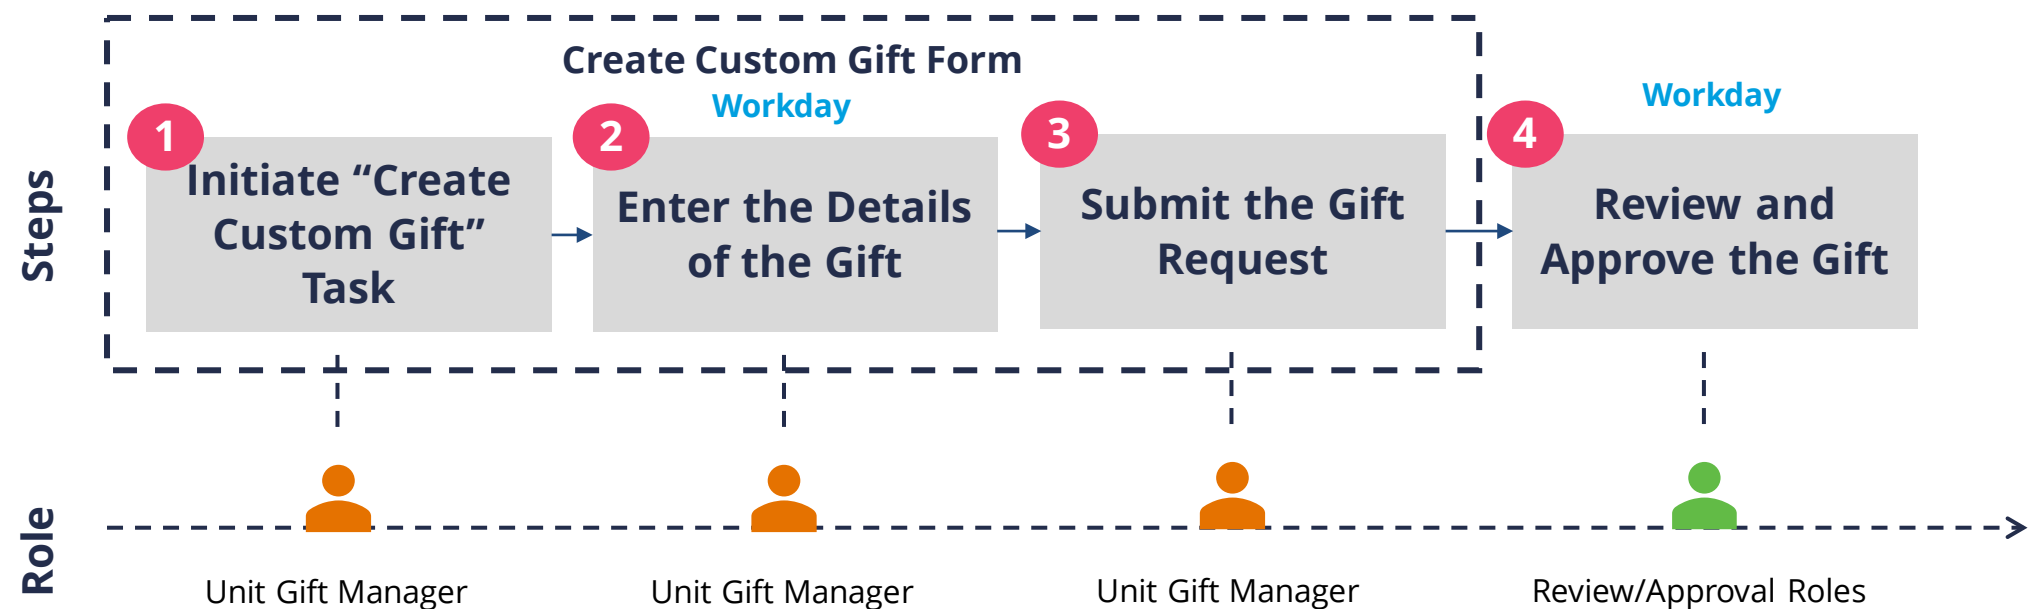 Create Custom Gift Form
Workday
Workday
Steps
1
Initiate “Create
Custom Gift”
Task
2
Enter the Details
of the Gift
3
Submit the Gift
Request
4
Review and
Approve the Gift
Role
Unit Gift Manager
Unit Gift Manager
Unit Gift Manager
Review/Approval Roles